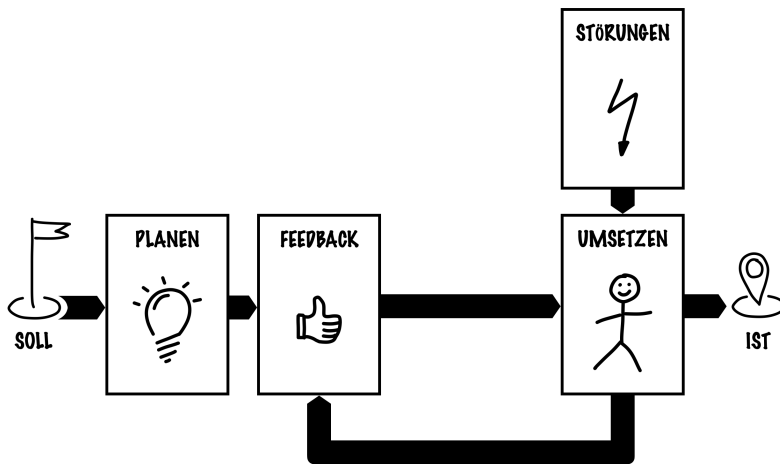 STÖRUNGEN
PLANEN
FEEDBACK
UMSETZEN
SOLL
IST